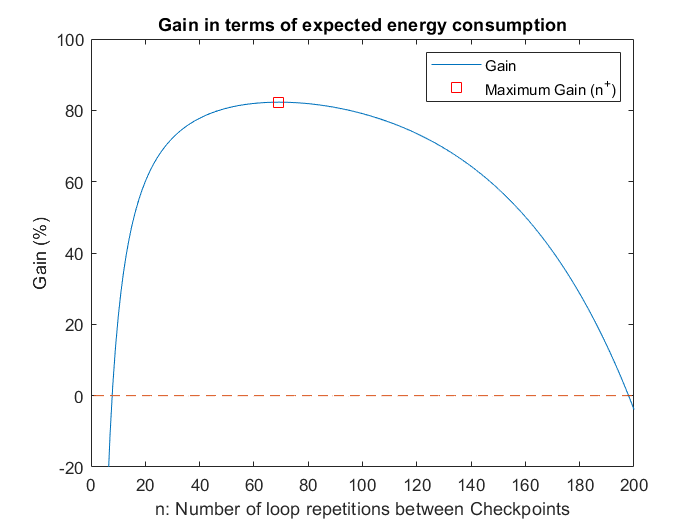 Gain in terms of expected energy consumption
100
80
60
40
20
0
-20
Gain (%)
Gain
Maximum Gain (n+)
0 20 40 60 80 100 120 140 160 180 200
n: Number of loop repetitions between Checkpoints